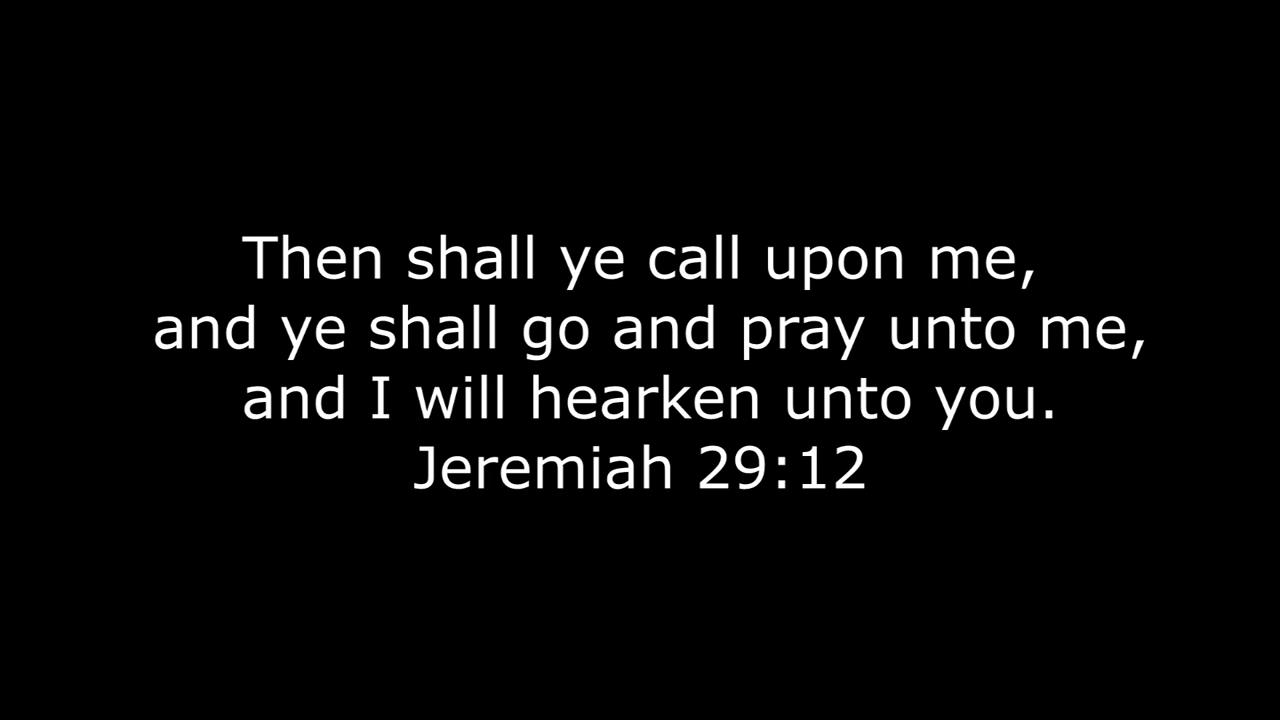 Then shall ye call upon me,
and ye shall go and pray unto me,
and I will hearken unto you.
Jeremiah 29:12